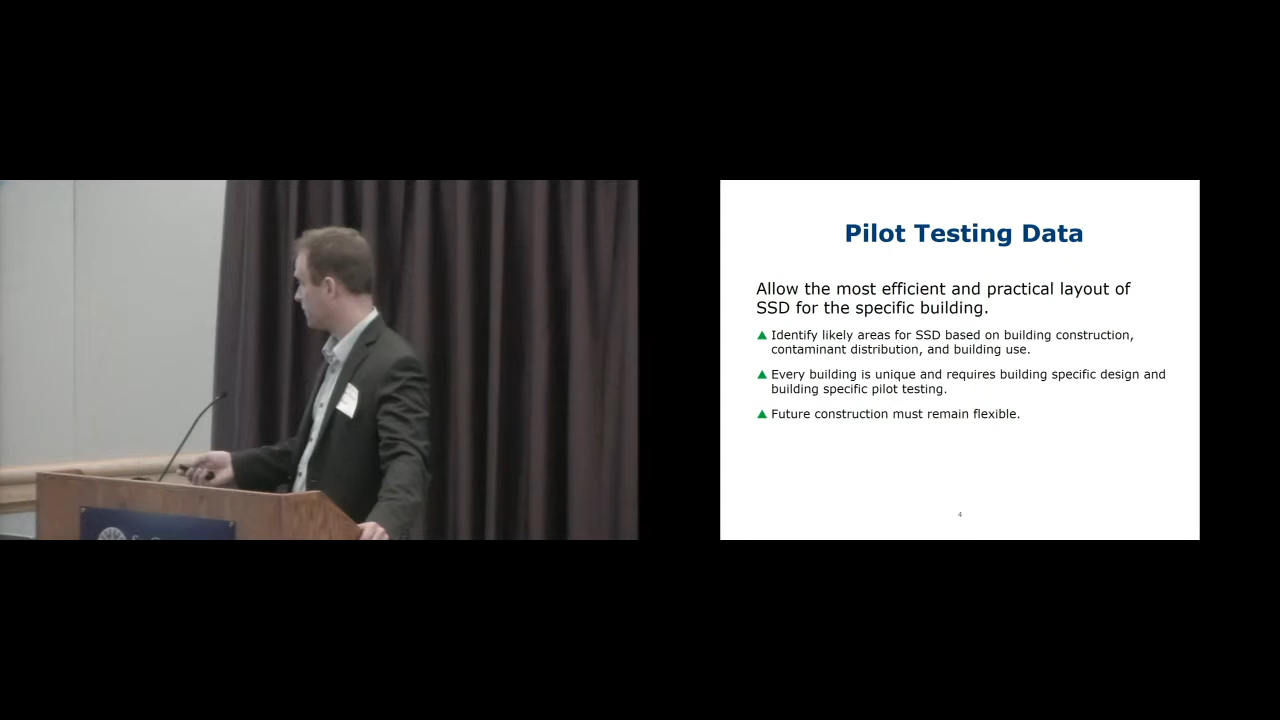 Pilot Testing Data
Allow the most efficient and practical layout of
SSD for the specific building.
Identify likely areas for SSD based on building construction,
contaminant distribution, and building use.
Every building is unique and requires building specific design and
building specific pilot testing.
Future construction must remain flexible.
4